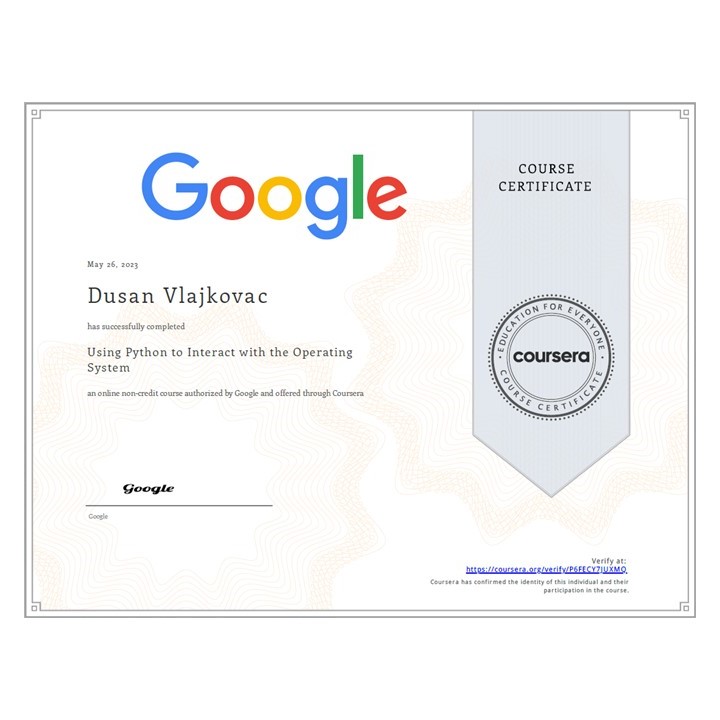 Google
COURSE
CERTIFICATE
May 26, 2023
Dusan Vlajkovac
has successfully completed
Using Python to Interact with the Operating
System
an online non-credit course authorized by Google and offered through Coursera
EDUCATION FOR EVERYONE
coursera
COURSE CERTIFICATE
Google
Google
Verify at:
https://coursera.org/verify/P6FECY7JUXMQ
Coursera has confirmed the identity of this individual and their
participation in the course.